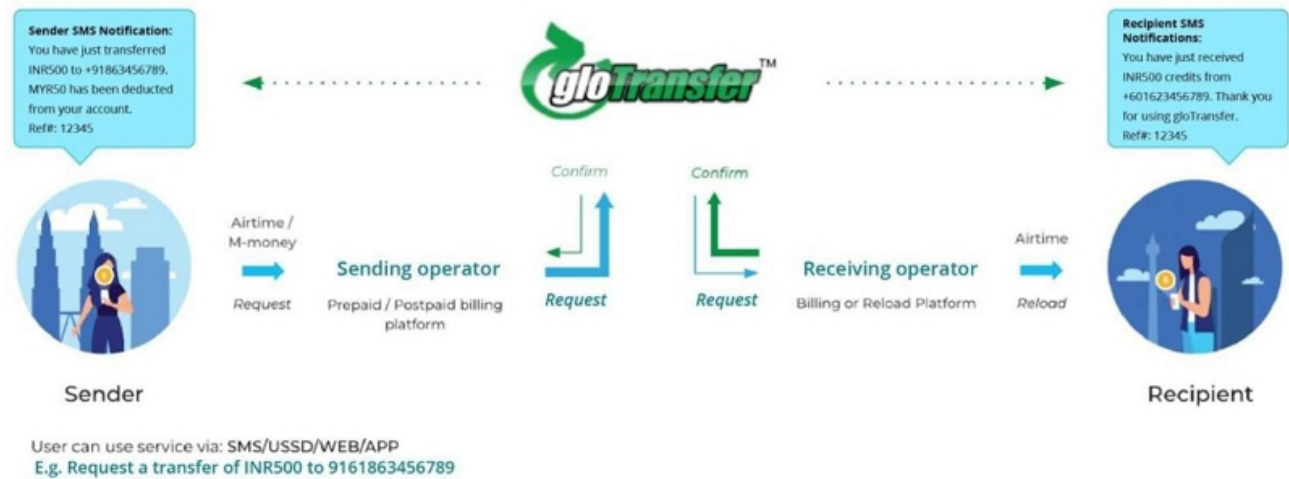 Sender SMS Notification:
You have just transferred
INR500 to +91863456789.
MYR50 has been deducted
from your account.
Ref#: 12345
gloTransfer™
Recipient SMS
Notifications:
You have just received
INR500 credits from
+601623456789. Thank you
for using gloTransfer.
Ref#: 12345
Confirm
Confirm
Airtime /
M-money
Request
Sending operator
Prepaid / Postpaid billing
platform
Request
Request
Receiving operator
Billing or Reload Platform
Airtime
Reload
Sender
Recipient
User can use service via: SMS/USSD/WEB/APP
E.g. Request a transfer of INR500 to 9161863456789